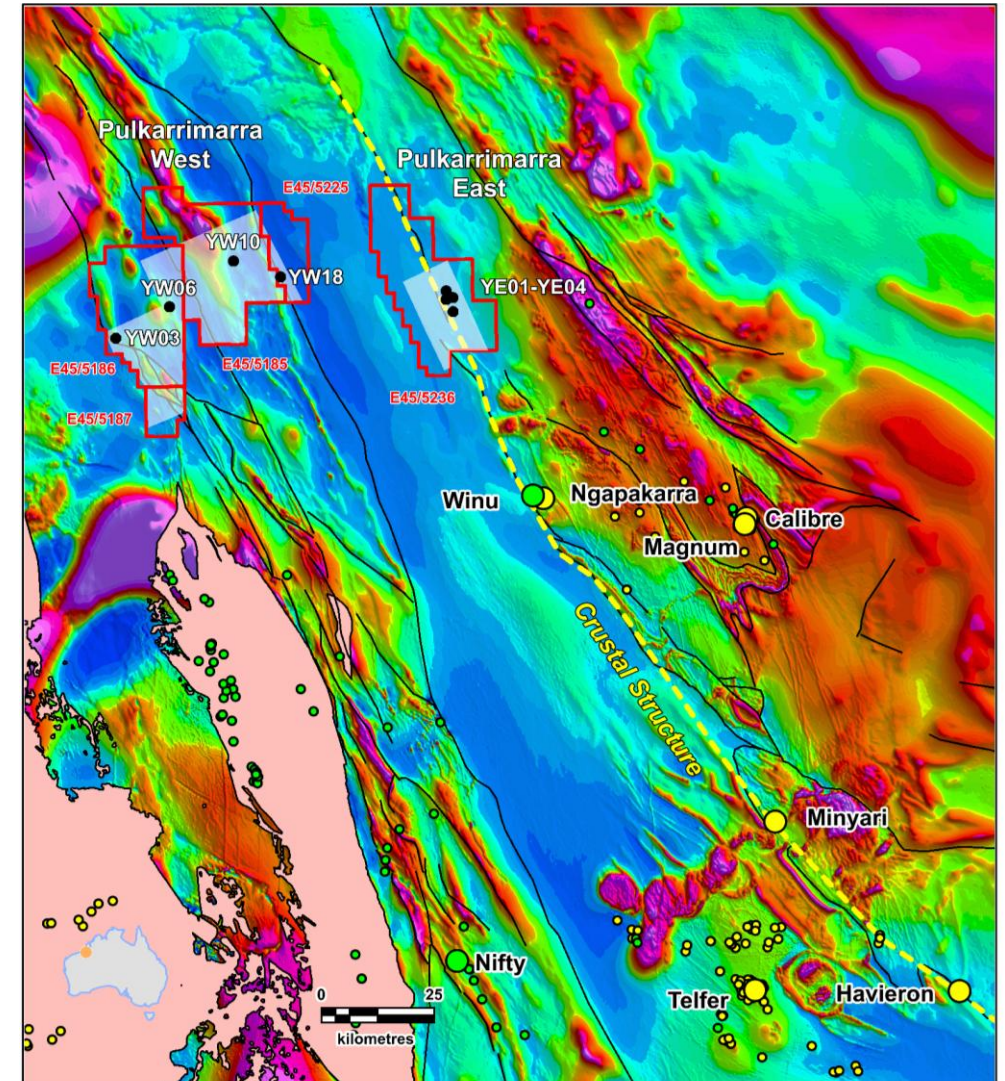 Pulkarrimarra
West
Pulkarrimarra
East
E45/5225
YW10
YW18
YW06
YE01-YE04
YW03
E45/5186
E45/5185
E45/5236
E45/5187
Winu
Ngapakarra
Calibre
Magnum
Crustal Structure
Minyari
Nifty
Telfer
Havieron
0 25
kilometres